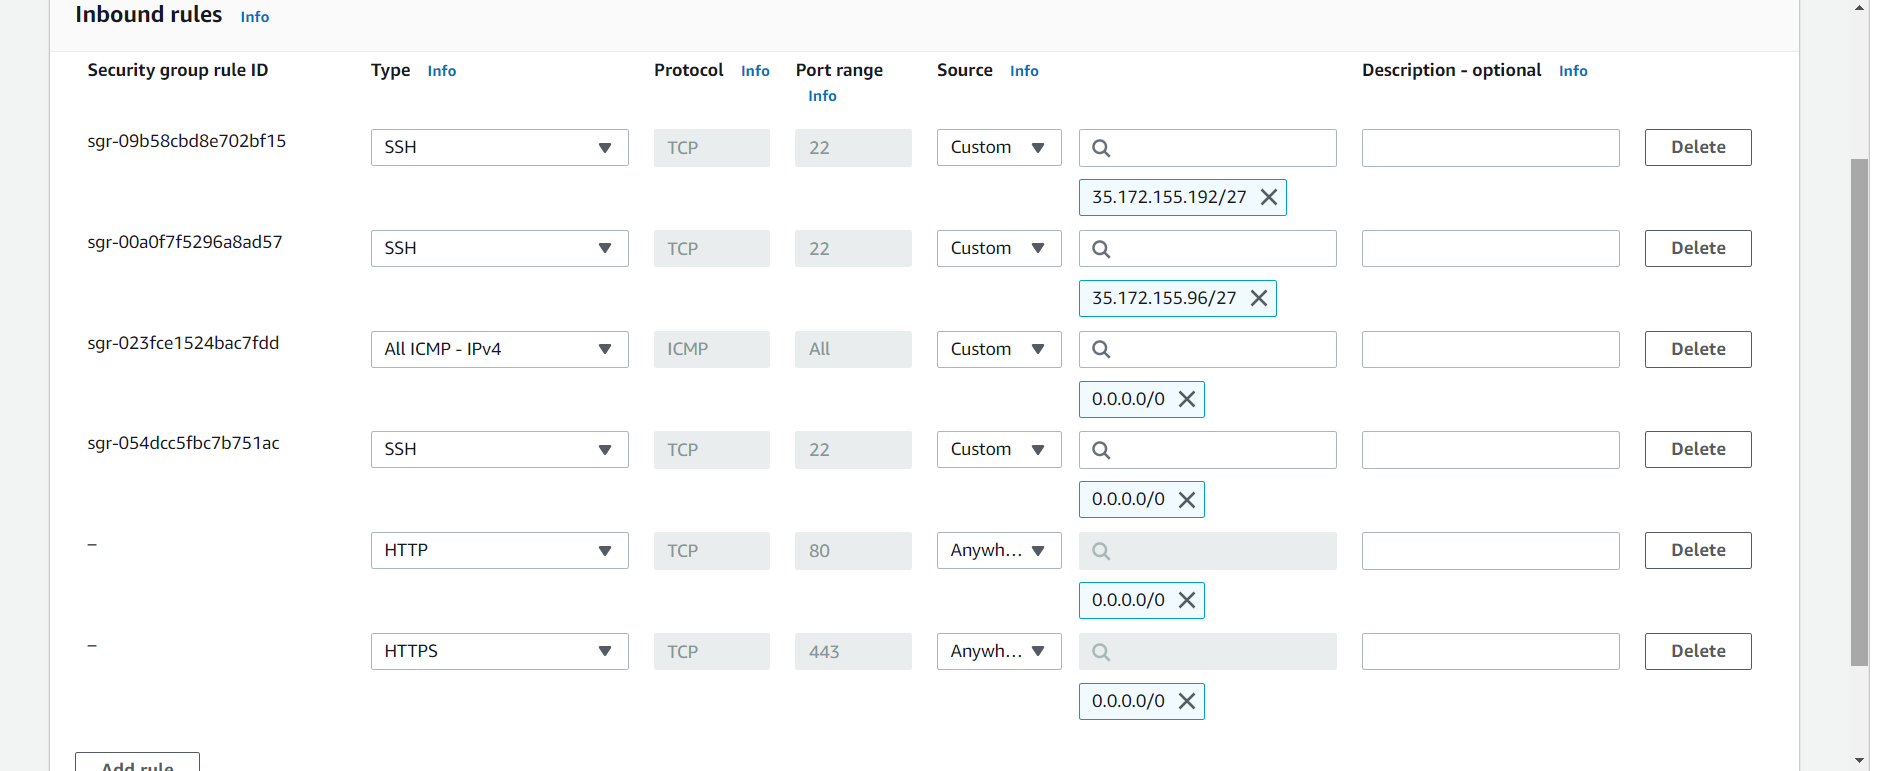 Inbound rules Info
Security group rule ID Type Info Protocol Info Port range Info Source Info Description - optional Info
sgr-09b58cbd8e702bf15 SSH TCP 22 Custom Delete
35.172.155.192/27
sgr-00a0f7f5296a8ad57 SSH TCP 22 Custom Delete
35.172.155.96/27
sgr-023fce1524bac7fdd All ICMP - IPv4 ICMP All Custom Delete
0.0.0.0/0
sgr-054dcc5fbc7b751ac SSH TCP 22 Custom Delete
0.0.0.0/0
– HTTP TCP 80 Anywh... Delete
0.0.0.0/0
– HTTPS TCP 443 Anywh... Delete
0.0.0.0/0
Add rule